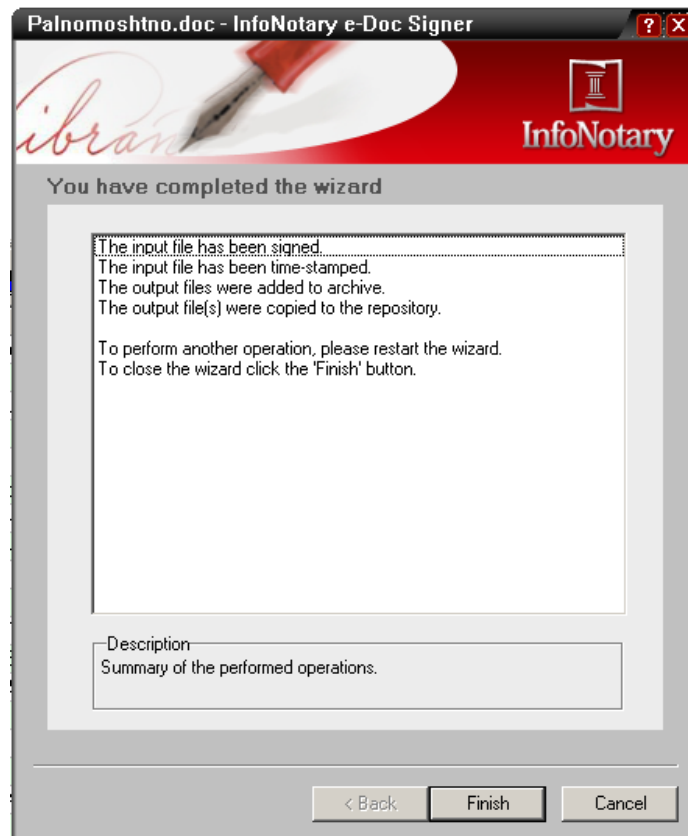 Palnomoshtno.doc - InfoNotary e-Doc Signer
InfoNotary
You have completed the wizard
The input file has been signed.
The input file has been time-stamped.
The output files were added to archive.
The output file(s) were copied to the repository.
To perform another operation, please restart the wizard.
To close the wizard click the 'Finish' button.
Description
Summary of the performed operations.
< Back
Finish
Cancel